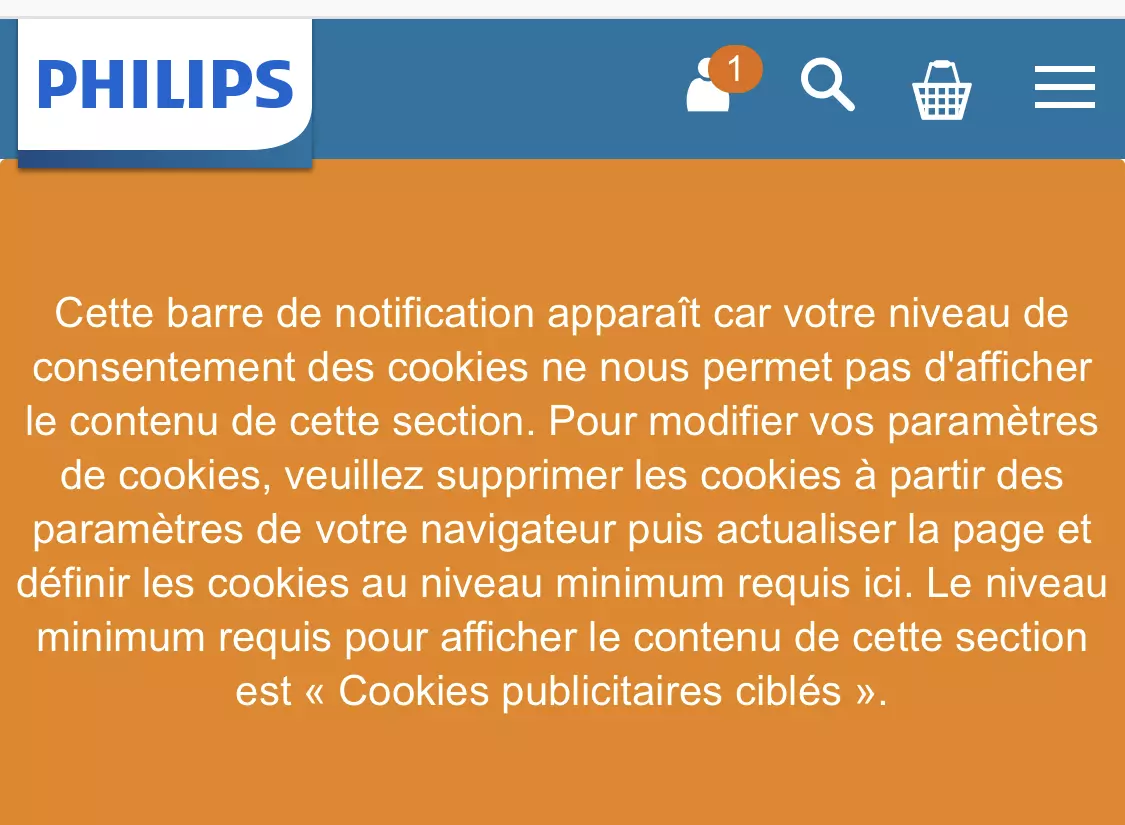 PHILIPS
1
Cette barre de notification apparaît car votre niveau de
consentement des cookies ne nous permet pas d'afficher
le contenu de cette section. Pour modifier vos paramètres
de cookies, veuillez supprimer les cookies à partir des
paramètres de votre navigateur puis actualiser la page et
définir les cookies au niveau minimum requis ici. Le niveau
minimum requis pour afficher le contenu de cette section
est « Cookies publicitaires ciblés ».